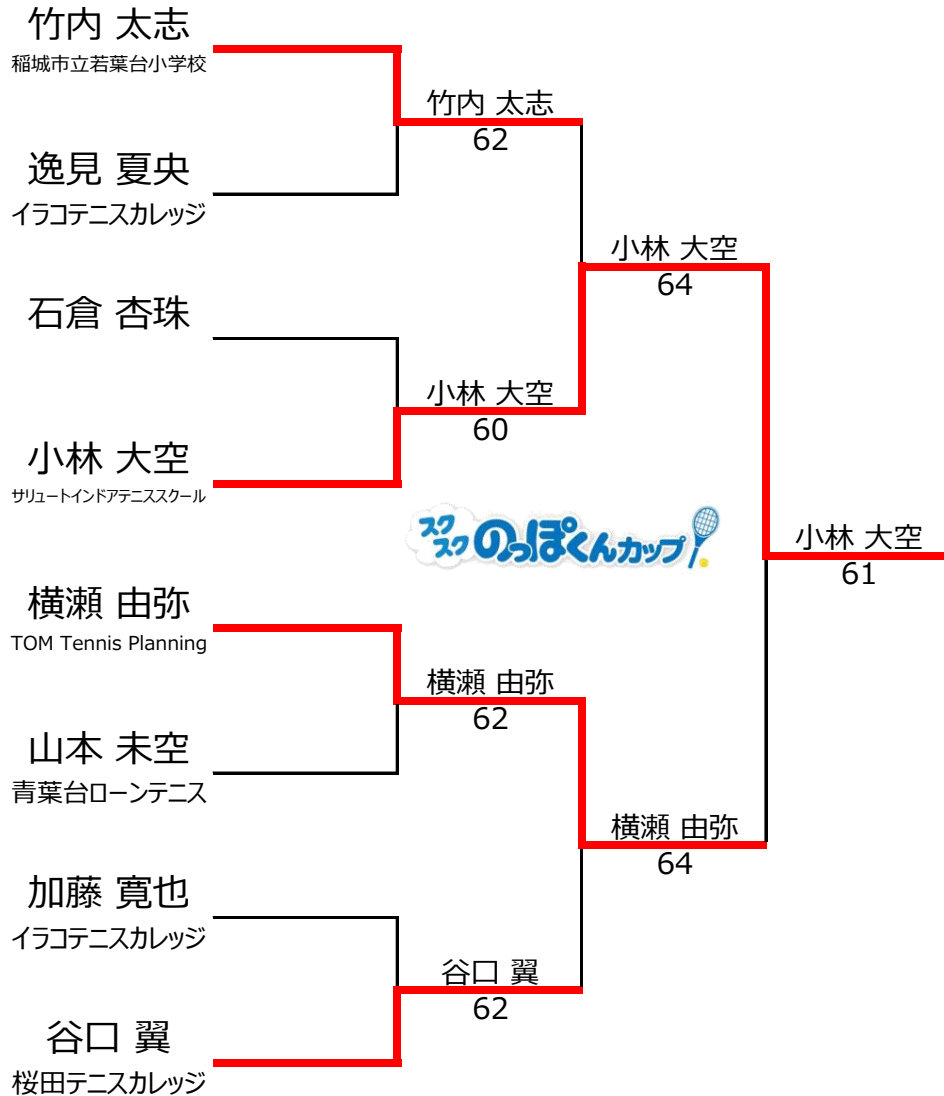 竹内 太志
稲城市立若葉台小学校
竹内 太志
62
逸見 夏央
イラコテニスカレッジ
小林 大空
64
石倉 杏珠
小林 大空
60
小林 大空
サリュートインドアテニススクール
スクスク のっぽくんカップ
小林 大空
61
横瀬 由弥
TOM Tennis Planning
横瀬 由弥
62
山本 未空
青葉台ローンテニス
横瀬 由弥
64
加藤 寛也
イラコテニスカレッジ
谷口 翼
62
谷口 翼
桜田テニスカレッジ